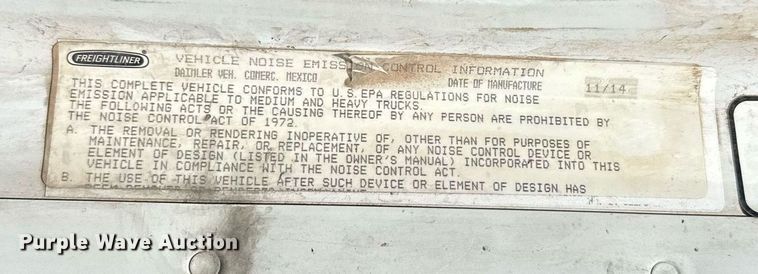 FREIGHTLINER
VEHICLE NOISE EMISSION CONTROL INFORMATION
DAIMLER VEH. COMERC. MEXICO DATE OF MANUFACTURE 11/14
THIS COMPLETE VEHICLE CONFORMS TO U.S.EPA REGULATIONS FOR NOISE
EMISSION APPLICABLE TO MEDIUM AND HEAVY TRUCKS.
THE FOLLOWING ACTS OR THE CAUSING THEREOF BY ANY PERSON ARE PROHIBITED BY
THE NOISE CONTROL ACT OF 1972.
A. THE REMOVAL OR RENDERING INOPERATIVE OF, OTHER THAN FOR PURPOSES OF
MAINTENANCE, REPAIR, OR REPLACEMENT, OF ANY NOISE CONTROL DEVICE OR
ELEMENT OF DESIGN (LISTED IN THE OWNER'S MANUAL) INCORPORATED INTO THIS
VEHICLE IN COMPLIANCE WITH THE NOISE CONTROL ACT.
B. THE USE OF THIS VEHICLE AFTER SUCH DEVICE OR ELEMENT OF DESIGN HAS
Purple Wave Auction